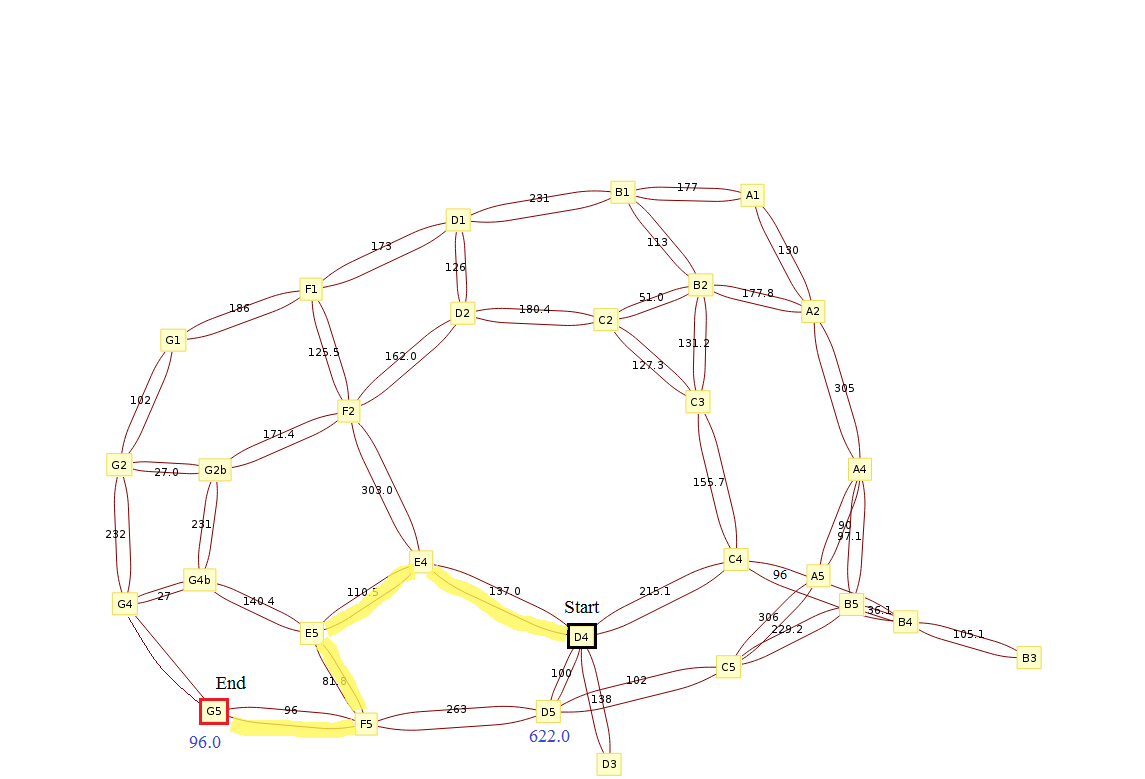 B1
177
A1
231
D1
173
113
126
130
F1
B2
51.0
177.8
186
D2
180.4
C2
A2
G1
125.5
162.0
131.2
127.3
305
102
F2
C3
171.4
G2
27.0
G2b
A4
303.0
155.7
231
90
232
97.1
E4
C4
96
A5
G4b
27
110.5
137.0
215.1
G4
140.4
B5
36.1
Start
306
B4
E5
D4
229.2
105.1
B3
C5
100
End
81.8
102
138
G5
96
263
D5
F5
96.0
622.0
D3